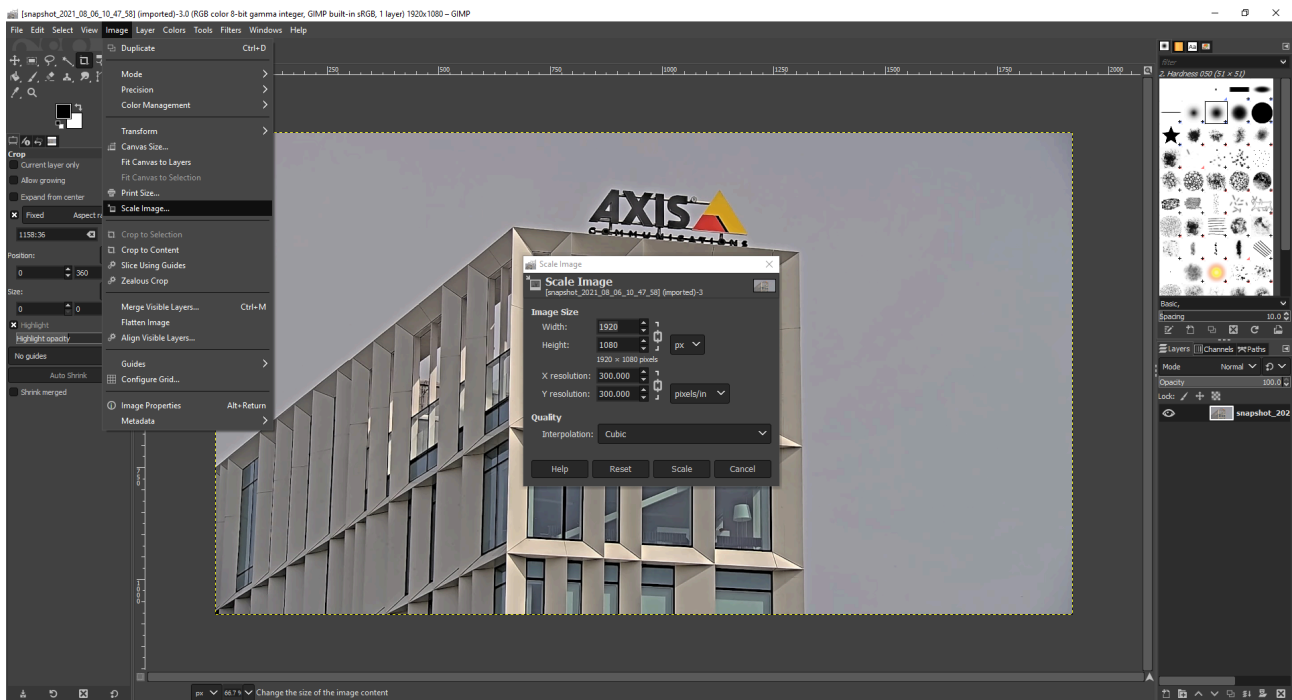 [snapshot_2021_08_06_10_47_58] (imported)-3.0 (RGB color 8-bit gamma integer, GIMP built-in sRGB, 1 layer) 1920x1080 – GIMP
File Edit Select View Image Layer Colors Tools Filters Windows Help
Duplicate Ctrl+D
Mode
Precision
Color Management
Transform
Canvas Size...
Fit Canvas to Layers
Fit Canvas to Selection
Print Size...
Scale Image...
Crop to Selection
Crop to Content
Slice Using Guides
Zealous Crop
Merge Visible Layers... Ctrl+M
Flatten Image
Align Visible Layers...
Guides
Configure Grid...
Image Properties Alt+Return
Metadata
Crop
Current layer only
Allow growing
Expand from center
Fixed Aspect ra
1158:36
Position:
0 360
Size:
0 0
Highlight
Highlight opacity
No guides
Auto Shrink
Shrink merged
250 500 750 1000 1250 1500 1750 2000
750
1000
AXIS
COMMUNICATIONS
Scale Image
Scale Image
[snapshot_2021_08_06_10_47_58] (imported)-3
Image Size
Width: 1920
Height: 1080 px
1920 × 1080 pixels
X resolution: 300.000
Y resolution: 300.000 pixels/in
Quality
Interpolation: Cubic
Help Reset Scale Cancel
filter
2. Hardness 050 (51 × 51)
Basic,
Spacing 10.0
Layers Channels Paths
Mode Normal
Opacity 100.0
Lock:
snapshot_202
px 66.7 % Change the size of the image content